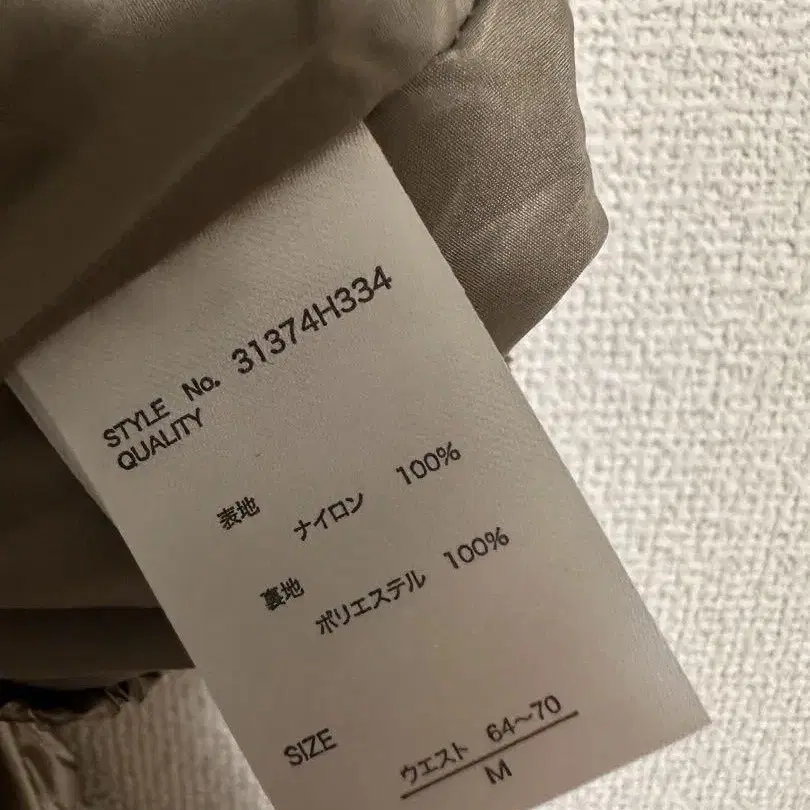 STYLE No. 31374H334
QUALITY
表地 ナイロン 100%
裏地 ポリエステル 100%
SIZE ウエスト 64～70
M